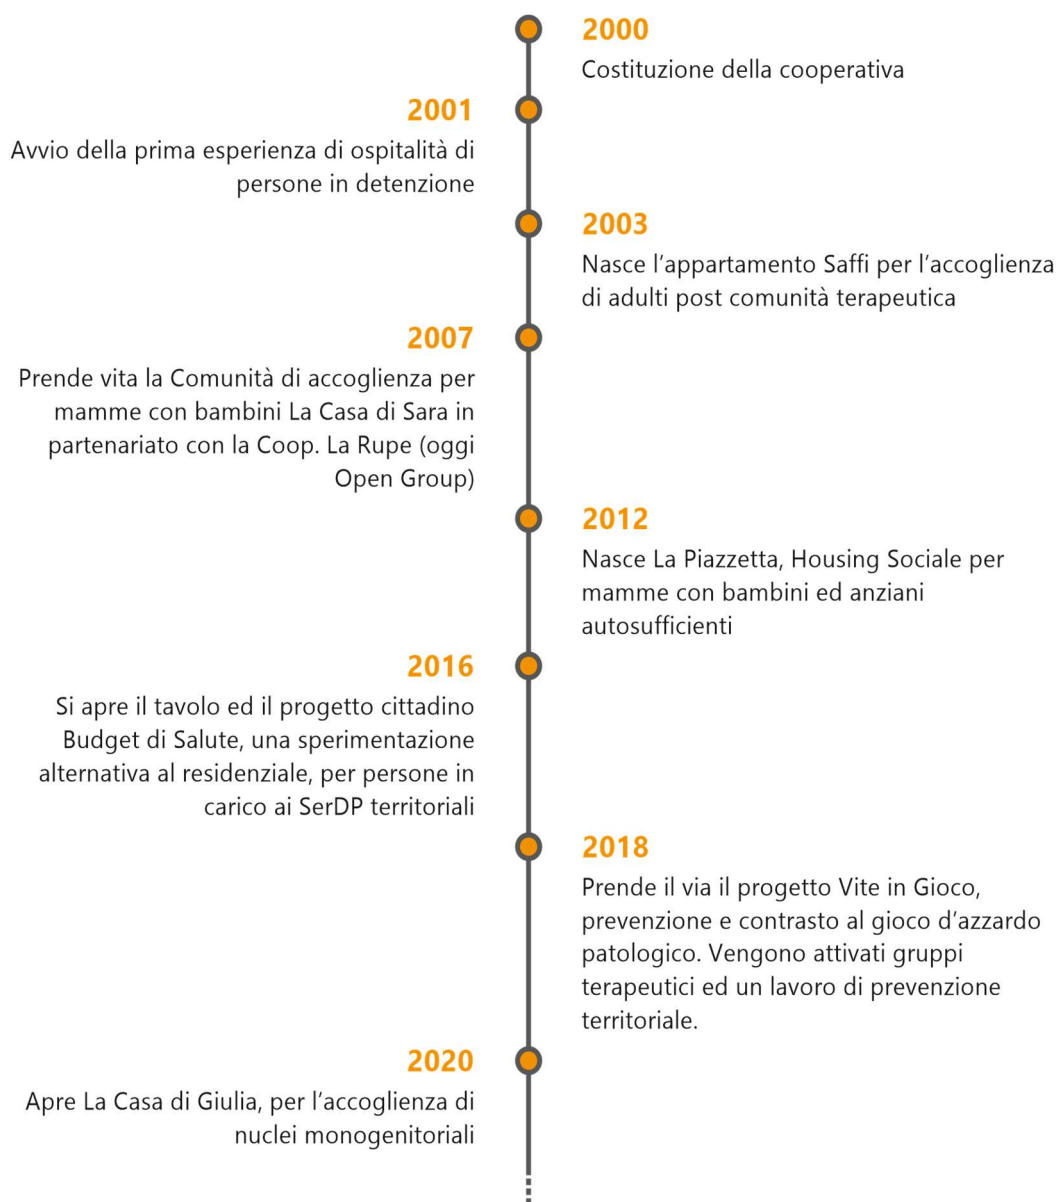 2000
Costituzione della cooperativa
2001
Avvio della prima esperienza di ospitalità di
persone in detenzione
2003
Nasce l'appartamento Saffi per l'accoglienza
di adulti post comunità terapeutica
2007
Prende vita la Comunità di accoglienza per
mamme con bambini La Casa di Sara in
partenariato con la Coop. La Rupe (oggi
Open Group)
2012
Nasce La Piazzetta, Housing Sociale per
mamme con bambini ed anziani
autosufficienti
2016
Si apre il tavolo ed il progetto cittadino
Budget di Salute, una sperimentazione
alternativa al residenziale, per persone in
carico ai SerDP territoriali
2018
Prende il via il progetto Vite in Gioco,
prevenzione e contrasto al gioco d'azzardo
patologico. Vengono attivati gruppi
terapeutici ed un lavoro di prevenzione
territoriale.
2020
Apre La Casa di Giulia, per l'accoglienza di
nuclei monogenitoriali